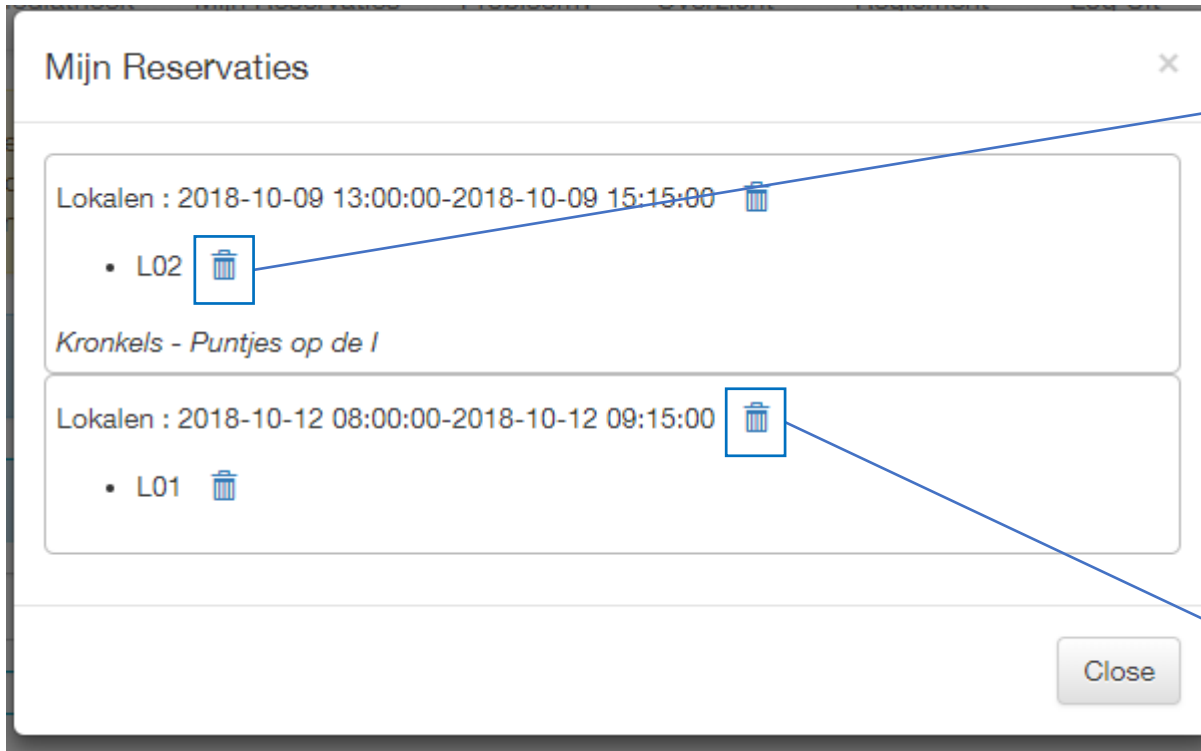 Mijn Reservaties ×
Lokalen : 2018-10-09 13:00:00-2018-10-09 15:15:00
• L02
Kronkels - Puntjes op de I
Lokalen : 2018-10-12 08:00:00-2018-10-12 09:15:00
• L01
Close